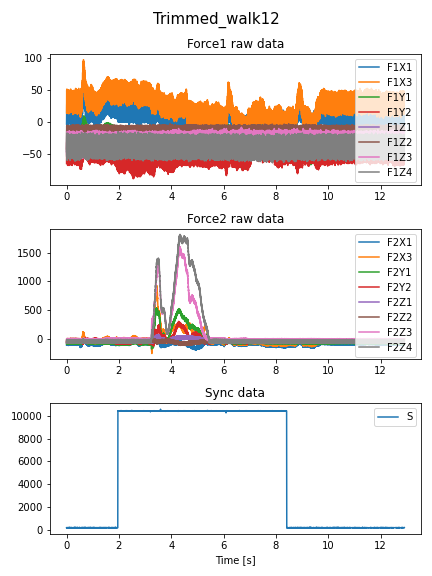 Trimmed_walk12
Force1 raw data
100
50
0
−50
F1X1
F1X3
F1Y1
F1Y2
F1Z1
F1Z2
F1Z3
F1Z4
0 2 4 6 8 10 12
Force2 raw data
1500
1000
500
0
F2X1
F2X3
F2Y1
F2Y2
F2Z1
F2Z2
F2Z3
F2Z4
0 2 4 6 8 10 12
Sync data
10000
8000
6000
4000
2000
0
S
0 2 4 6 8 10 12
Time [s]